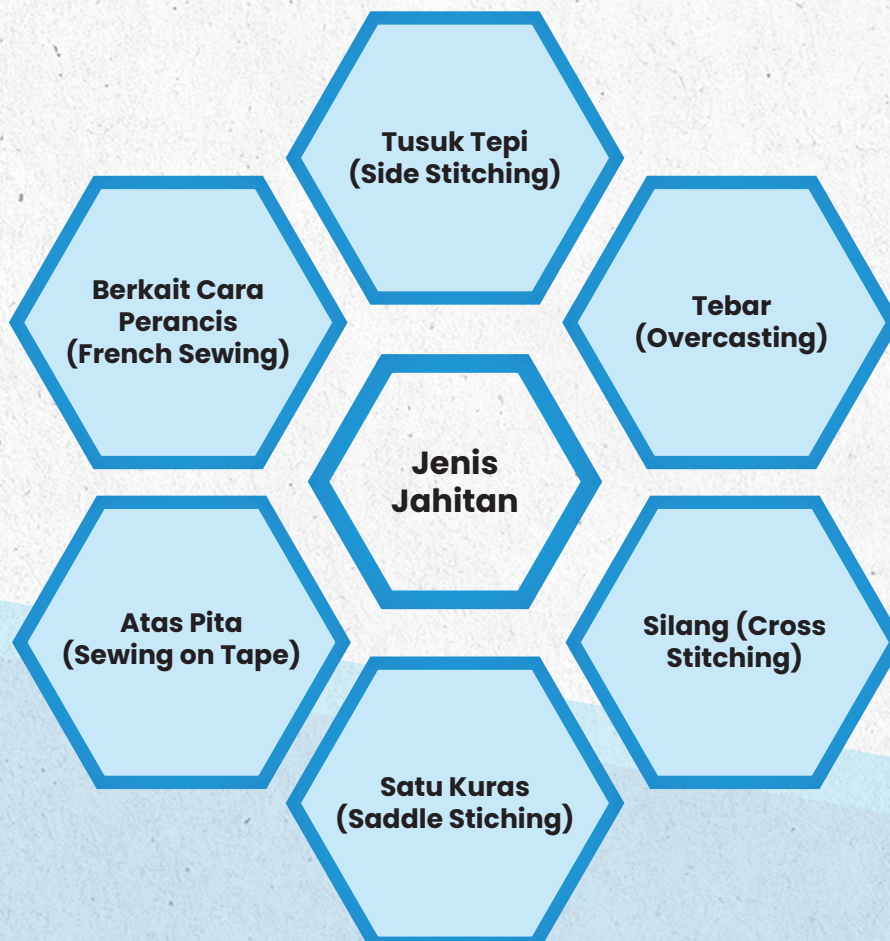 Tusuk Tepi
(Side Stitching)
Berkait Cara
Perancis
(French Sewing)
Tebar
(Overcasting)
Jenis
Jahitan
Atas Pita
(Sewing on Tape)
Silang (Cross
Stitching)
Satu Kuras
(Saddle Stiching)